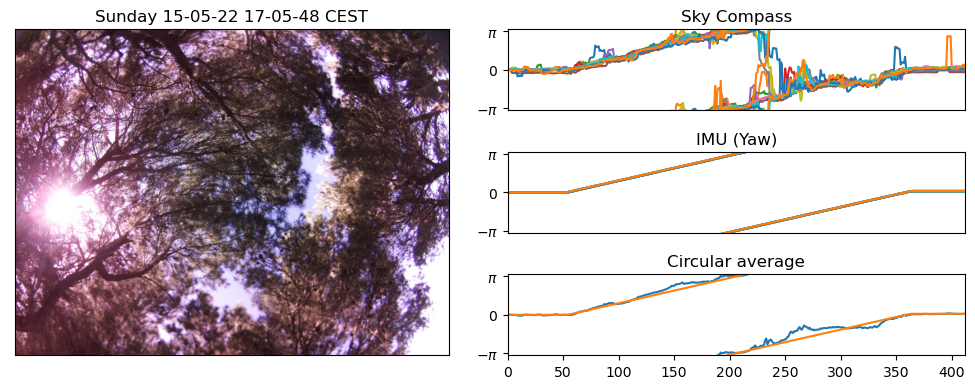 Sunday 15-05-22 17-05-48 CEST
Sky Compass
π
0
−π
IMU (Yaw)
π
0
−π
Circular average
π
0
−π
0 50 100 150 200 250 300 350 400